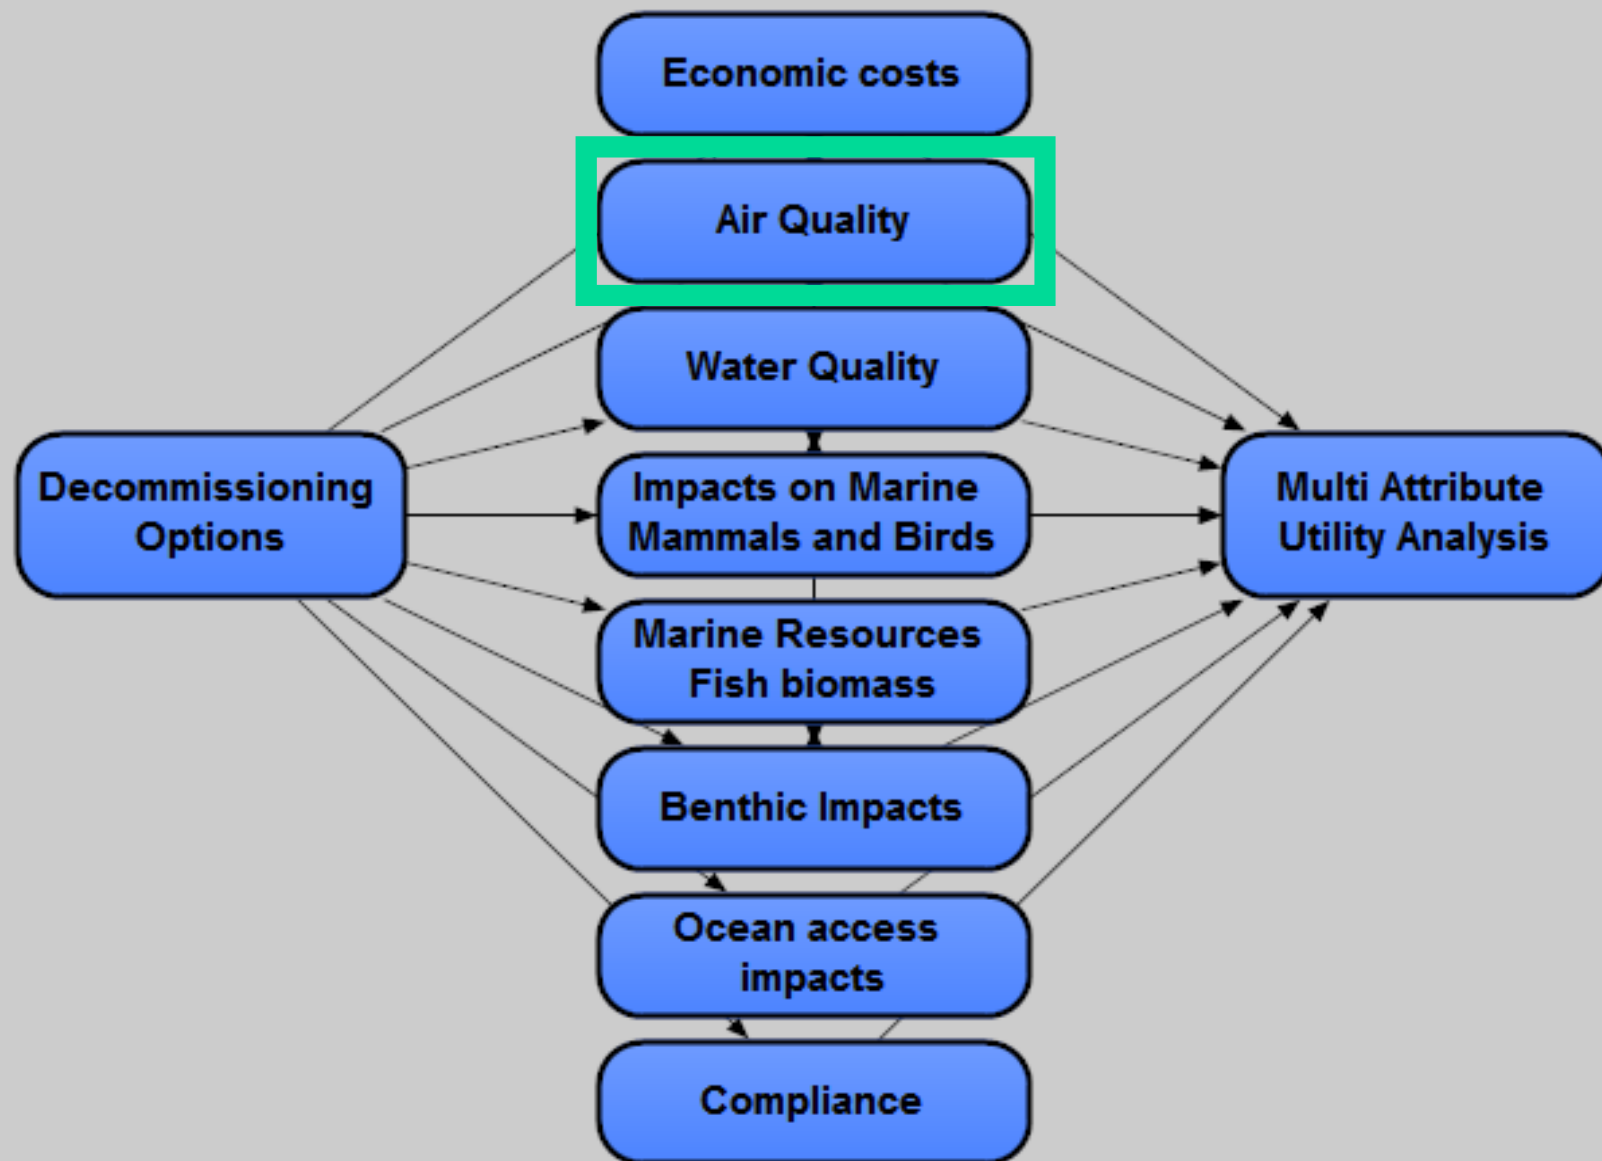 Economic costs
Air Quality
Water Quality
Decommissioning
Options
Impacts on Marine
Mammals and Birds
Multi Attribute
Utility Analysis
Marine Resources
Fish biomass
Benthic Impacts
Ocean access
impacts
Compliance